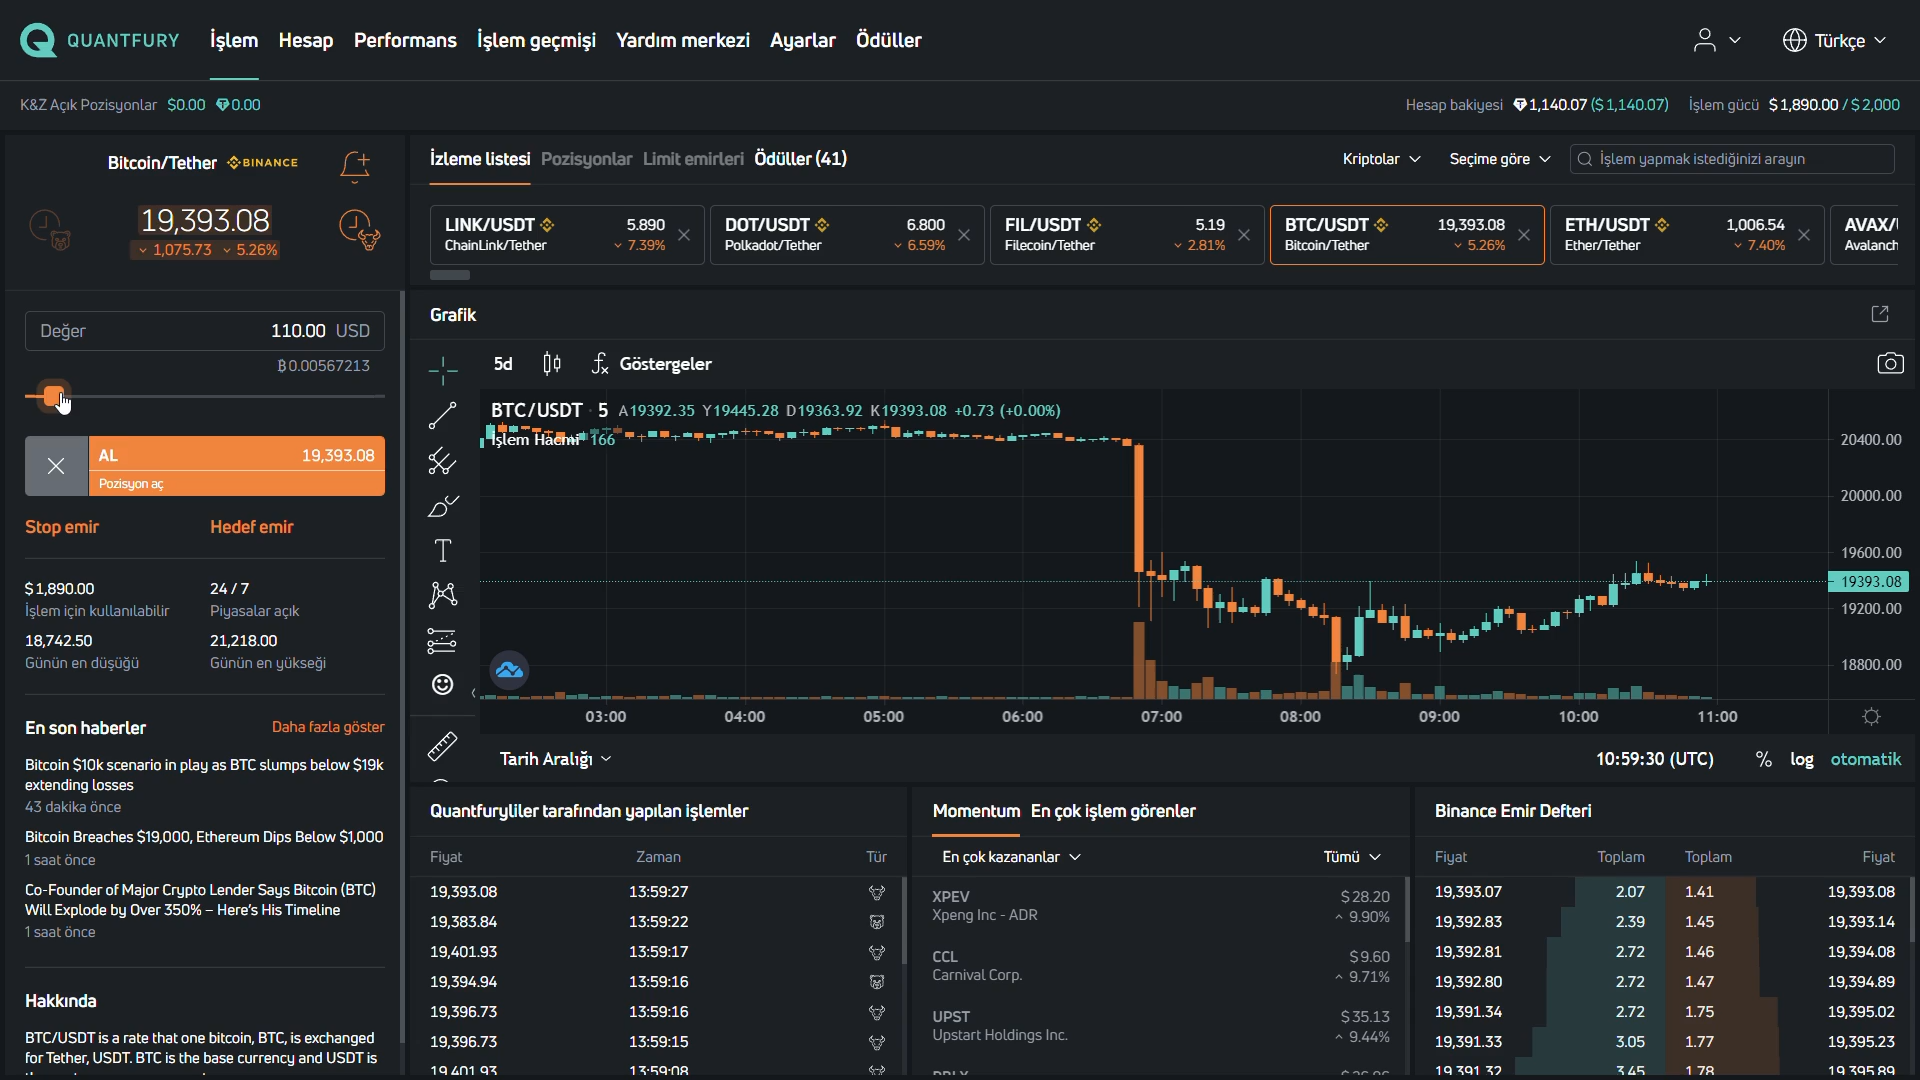 QUANTFURY İşlem Hesap Performans İşlem geçmişi Yardım merkezi Ayarlar Ödüller Türkçe
K&Z Açık Pozisyonlar $0.00 0.00 Hesap bakiyesi 1,140.07 ($1,140.07) İşlem gücü $1,890.00 / $2,000
Bitcoin/Tether BINANCE
19,393.08
1,075.73 5.26%
Değer 110.00 USD
₿0.00567213
AL 19,393.08
Pozisyon aç
Stop emir Hedef emir
$1,890.00 24 / 7
İşlem için kullanılabilir Piyasalar açık
18,742.50 21,218.00
Günün en düşüğü Günün en yükseği
En son haberler Daha fazla göster
Bitcoin $10k scenario in play as BTC slumps below $19k
extending losses
43 dakika önce
Bitcoin Breaches $19,000, Ethereum Dips Below $1,000
1 saat önce
Co-Founder of Major Crypto Lender Says Bitcoin (BTC)
Will Explode by Over 350% – Here's His Timeline
1 saat önce
Hakkında
BTC/USDT is a rate that one bitcoin, BTC, is exchanged
for Tether, USDT. BTC is the base currency and USDT is
İzleme listesi Pozisyonlar Limit emirleri Ödüller (41) Kriptolar Seçime göre İşlem yapmak istediğinizi arayın
LINK/USDT 5.890
ChainLink/Tether 7.39%
DOT/USDT 6.800
Polkadot/Tether 6.59%
FIL/USDT 5.19
Filecoin/Tether 2.81%
BTC/USDT 19,393.08
Bitcoin/Tether 5.26%
ETH/USDT 1,006.54
Ether/Tether 7.40%
AVAX/
Avalanch
Grafik
5d Göstergeler
BTC/USDT 5 A19392.35 Y19445.28 D19363.92 K19393.08 +0.73 (+0.00%)
İşlem Hacmi 166
20400.00
20000.00
19600.00
19393.08
19200.00
18800.00
03:00 04:00 05:00 06:00 07:00 08:00 09:00 10:00 11:00
Tarih Aralığı 10:59:30 (UTC) % log otomatik
Quantfuryliler tarafından yapılan işlemler
Fiyat Zaman Tür
19,393.08 13:59:27
19,383.84 13:59:22
19,401.93 13:59:17
19,394.94 13:59:16
19,396.73 13:59:16
19,396.73 13:59:15
19,401.93 13:59:08
Momentum En çok işlem görenler
En çok kazananlar Tümü
XPEV $28.20
Xpeng Inc - ADR 9.90%
CCL $9.60
Carnival Corp. 9.71%
UPST $35.13
Upstart Holdings Inc. 9.44%
Binance Emir Defteri
Fiyat Toplam Toplam Fiyat
19,393.07 2.07 1.41 19,393.08
19,392.83 2.39 1.45 19,393.14
19,392.81 2.72 1.46 19,394.08
19,392.80 2.72 1.47 19,394.89
19,391.34 2.72 1.75 19,395.02
19,391.33 3.05 1.77 19,395.23
19,391.32 3.45 1.78 19,395.89